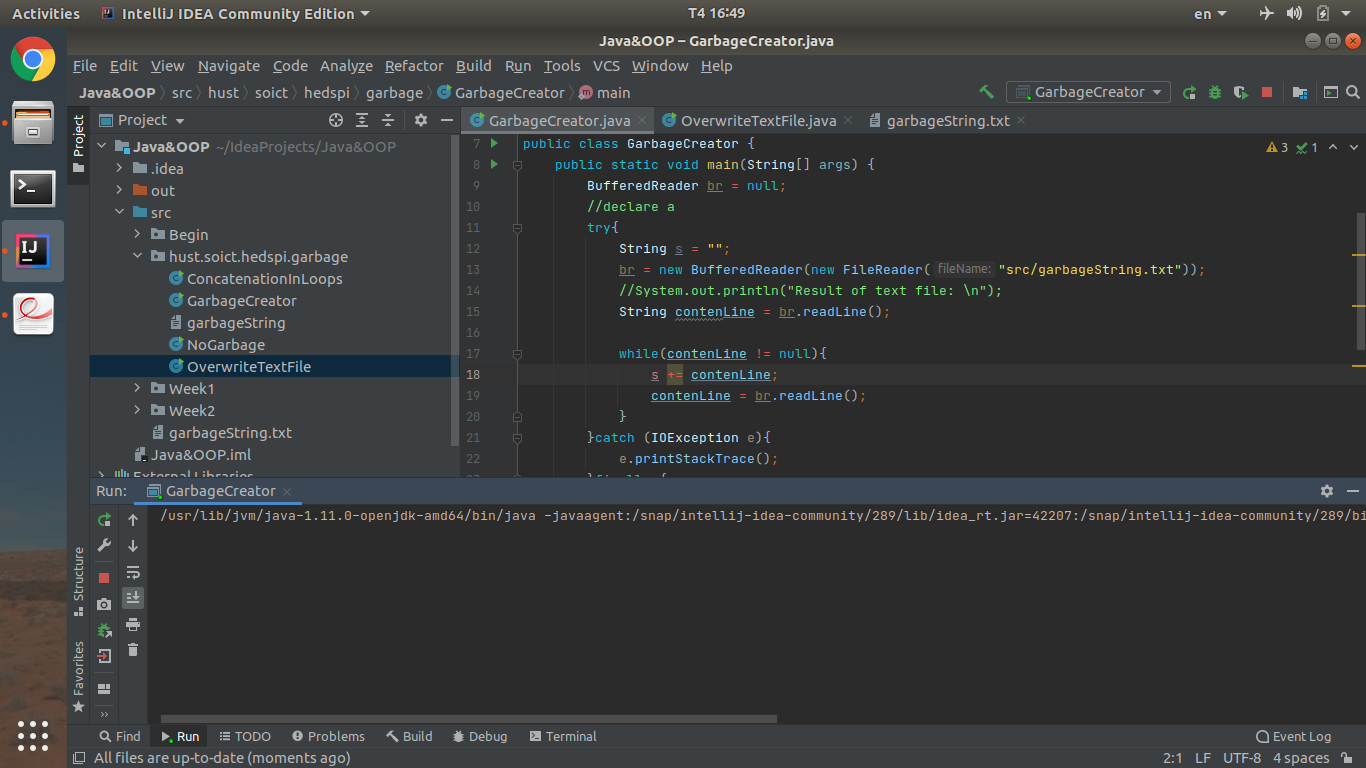 Activities IntelliJ IDEA Community Edition T4 16:49 en
Java&OOP – GarbageCreator.java
File Edit View Navigate Code Analyze Refactor Build Run Tools VCS Window Help
Java&OOP src hust soict hedspi garbage GarbageCreator main GarbageCreator
Project
GarbageCreator.java OverwriteTextFile.java garbageString.txt
Project
Java&OOP ~/IdeaProjects/Java&OOP
.idea
out
src
Begin
hust.soict.hedspi.garbage
ConcatenationInLoops
GarbageCreator
garbageString
NoGarbage
OverwriteTextFile
Week1
Week2
garbageString.txt
Java&OOP.iml
External Libraries
3 1
7 public class GarbageCreator {
8 public static void main(String[] args) {
9 BufferedReader br = null;
10 //declare a
11 try{
12 String s = "";
13 br = new BufferedReader(new FileReader( fileName: "src/garbageString.txt"));
14 //System.out.println("Result of text file: \n");
15 String contenLine = br.readLine();
16
17 while(contenLine != null){
18 s += contenLine;
19 contenLine = br.readLine();
20 }
21 }catch (IOException e){
22 e.printStackTrace();
Run: GarbageCreator
/usr/lib/jvm/java-1.11.0-openjdk-amd64/bin/java -javaagent:/snap/intellij-idea-community/289/lib/idea_rt.jar=42207:/snap/intellij-idea-community/289/bi
Structure
Favorites
Find Run TODO Problems Build Debug Terminal Event Log
All files are up-to-date (moments ago) 2:1 LF UTF-8 4 spaces